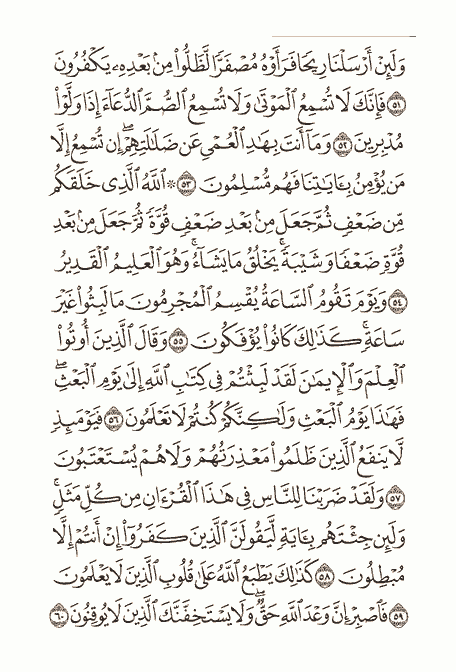 وَلَئِنْ أَرْسَلْنَا رِيحًا فَرَأَوْهُ مُصْفَرًّا لَّظَلُّوا۟ مِنۢ بَعْدِهِۦ يَكْفُرُونَ
﴿٥١﴾ فَإِنَّكَ لَا تُسْمِعُ ٱلْمَوْتَىٰ وَلَا تُسْمِعُ ٱلصُّمَّ ٱلدُّعَآءَ إِذَا وَلَّوْا۟
مُدْبِرِينَ ﴿٥٢﴾ وَمَآ أَنتَ بِهَٰدِ ٱلْعُمْىِ عَن ضَلَٰلَتِهِمْ ۖ إِن تُسْمِعُ إِلَّا
مَن يُؤْمِنُ بِـَٔايَٰتِنَا فَهُم مُّسْلِمُونَ ﴿٥٣﴾ ۞ ٱللَّهُ ٱلَّذِى خَلَقَكُم
مِّن ضَعْفٍ ثُمَّ جَعَلَ مِنۢ بَعْدِ ضَعْفٍ قُوَّةً ثُمَّ جَعَلَ مِنۢ بَعْدِ
قُوَّةٍ ضَعْفًا وَشَيْبَةً ۚ يَخْلُقُ مَا يَشَآءُ ۖ وَهُوَ ٱلْعَلِيمُ ٱلْقَدِيرُ
﴿٥٤﴾ وَيَوْمَ تَقُومُ ٱلسَّاعَةُ يُقْسِمُ ٱلْمُجْرِمُونَ مَا لَبِثُوا۟ غَيْرَ
سَاعَةٍ ۚ كَذَٰلِكَ كَانُوا۟ يُؤْفَكُونَ ﴿٥٥﴾ وَقَالَ ٱلَّذِينَ أُوتُوا۟
ٱلْعِلْمَ وَٱلْإِيمَٰنَ لَقَدْ لَبِثْتُمْ فِى كِتَٰبِ ٱللَّهِ إِلَىٰ يَوْمِ ٱلْبَعْثِ ۖ
فَهَٰذَا يَوْمُ ٱلْبَعْثِ وَلَٰكِنَّكُمْ كُنتُمْ لَا تَعْلَمُونَ ﴿٥٦﴾ فَيَوْمَئِذٍ
لَّا يَنفَعُ ٱلَّذِينَ ظَلَمُوا۟ مَعْذِرَتُهُمْ وَلَا هُمْ يُسْتَعْتَبُونَ
﴿٥٧﴾ وَلَقَدْ ضَرَبْنَا لِلنَّاسِ فِى هَٰذَا ٱلْقُرْءَانِ مِن كُلِّ مَثَلٍ ۚ
وَلَئِن جِئْتَهُم بِـَٔايَةٍ لَّيَقُولَنَّ ٱلَّذِينَ كَفَرُوٓا۟ إِنْ أَنتُمْ إِلَّا
مُبْطِلُونَ ﴿٥٨﴾ كَذَٰلِكَ يَطْبَعُ ٱللَّهُ عَلَىٰ قُلُوبِ ٱلَّذِينَ لَا يَعْلَمُونَ
﴿٥٩﴾ فَٱصْبِرْ إِنَّ وَعْدَ ٱللَّهِ حَقٌّ ۖ وَلَا يَسْتَخِفَّنَّكَ ٱلَّذِينَ لَا يُوقِنُونَ ﴿٦٠﴾